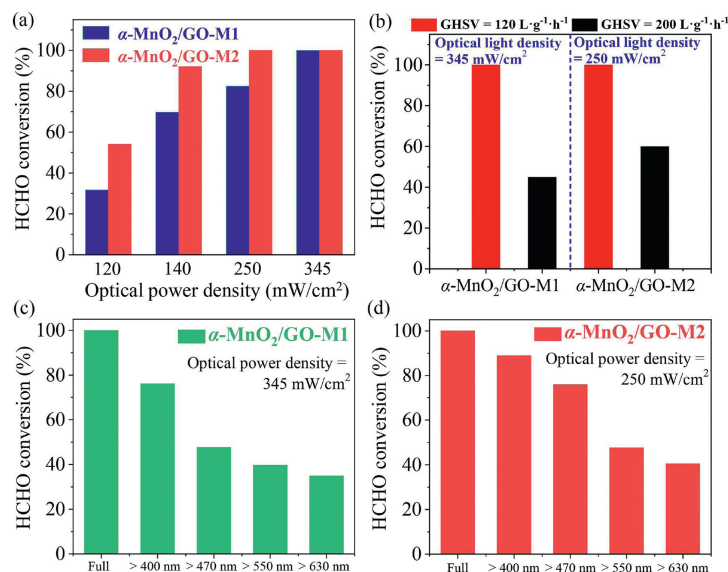 (a)
α-MnO₂/GO-M1
α-MnO₂/GO-M2
HCHO conversion (%)
100
80
60
40
20
0
120 140 250 345
Optical power density (mW/cm²)
(b)
GHSV = 120 L·g⁻¹·h⁻¹ GHSV = 200 L·g⁻¹·h⁻¹
Optical light density
= 345 mW/cm²
Optical light density
= 250 mW/cm²
HCHO conversion (%)
100
80
60
40
20
0
α-MnO₂/GO-M1 α-MnO₂/GO-M2
(c)
α-MnO₂/GO-M1
Optical power density =
345 mW/cm²
HCHO conversion (%)
100
80
60
40
20
0
Full > 400 nm > 470 nm > 550 nm > 630 nm
(d)
α-MnO₂/GO-M2
Optical power density =
250 mW/cm²
HCHO conversion (%)
100
80
60
40
20
0
Full > 400 nm > 470 nm > 550 nm > 630 nm